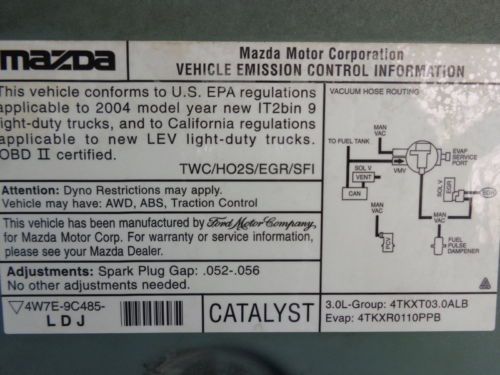 mazda
Mazda Motor Corporation
VEHICLE EMISSION CONTROL INFORMATION
This vehicle conforms to U.S. EPA regulations
applicable to 2004 model year new IT2bin 9
light-duty trucks, and to California regulations
applicable to new LEV light-duty trucks.
OBD II certified.
TWC/HO2S/EGR/SFI
Attention: Dyno Restrictions may apply.
Vehicle may have: AWD, ABS, Traction Control
This vehicle has been manufactured by Ford Motor Company,
for Mazda Motor Corp. For warranty or service information,
please see your Mazda Dealer.
Adjustments: Spark Plug Gap: .052-.056
No other adjustments needed.
4W7E-9C485-
LDJ
CATALYST
VACUUM HOSE ROUTING
MAN
VAC
TO FUEL TANK
T
EVAP
SERVICE
PORT
SOL V
VENT
VMV
CAN
SOL V
EGR
MAN
VAC
MAN
VAC
PCV
FUEL
PULSE
DAMPENER
3.0L-Group: 4TKXT03.0ALB
Evap: 4TKXR0110PPB